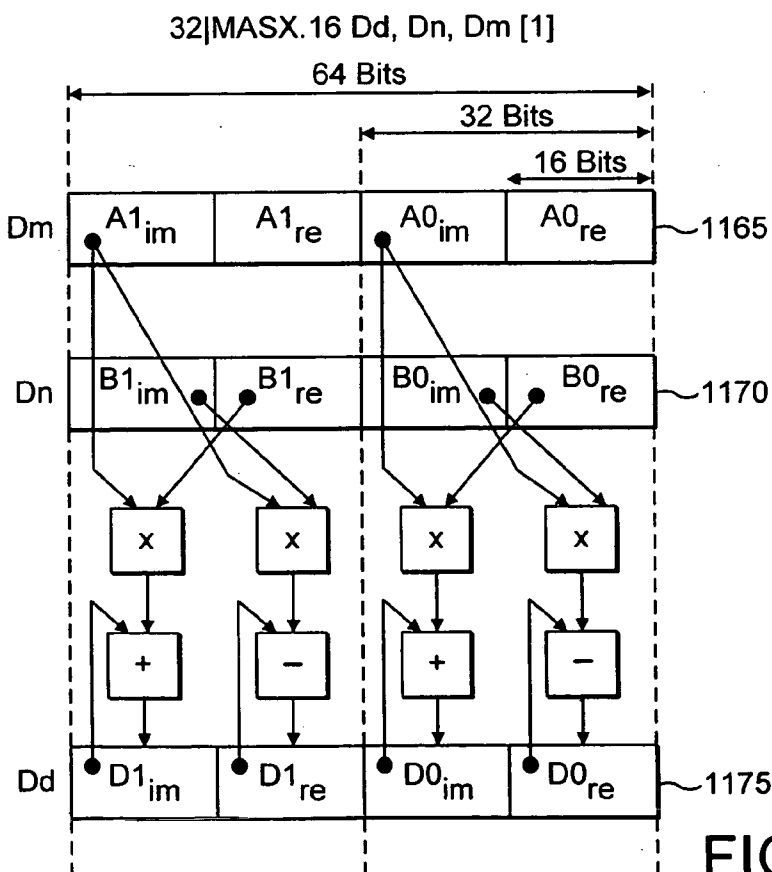 32|MASX.16 Dd, Dn, Dm [1]
64 Bits
32 Bits
16 Bits
Dm A1im A1re A0im A0re 1165
Dn B1im B1re B0im B0re 1170
x x x x
+ − + −
Dd D1im D1re D0im D0re 1175
FIG